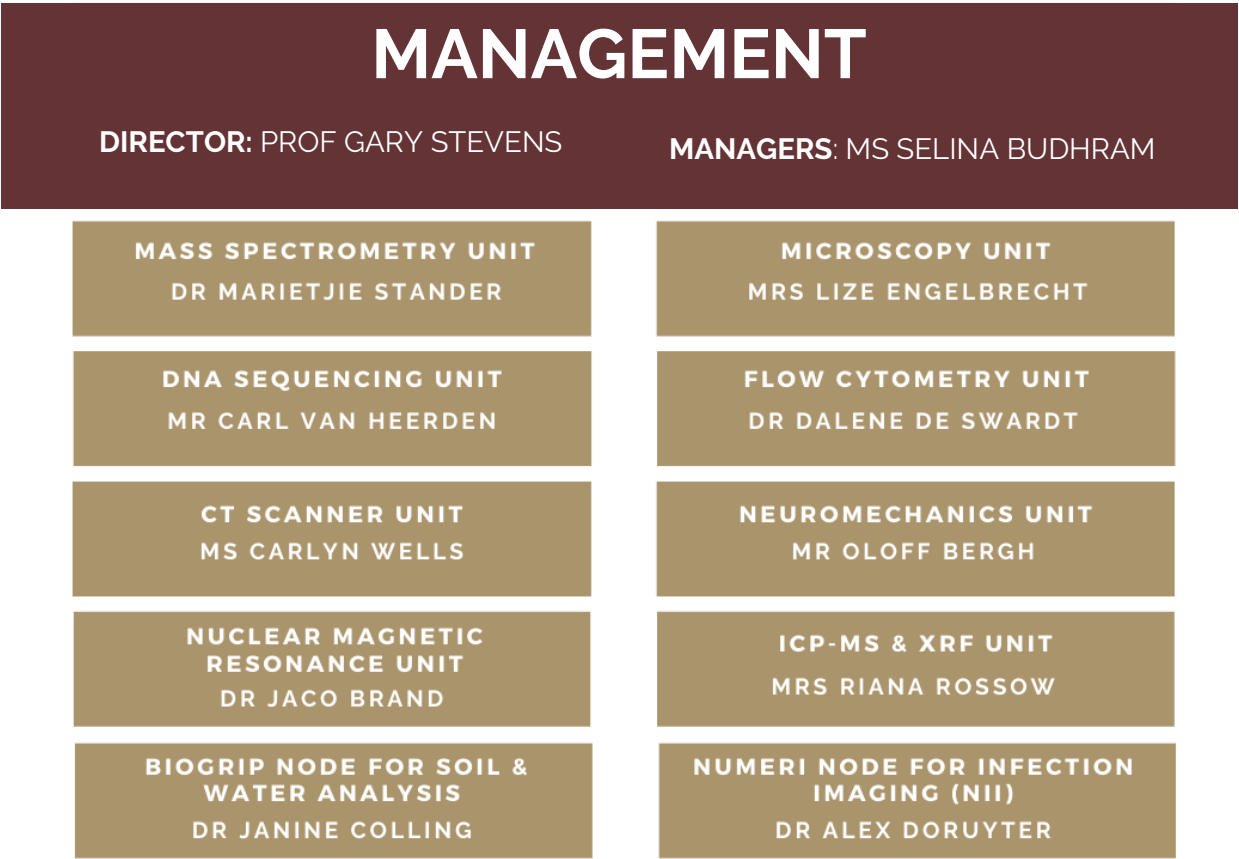 MANAGEMENT
DIRECTOR: PROF GARY STEVENS
MANAGERS: MS SELINA BUDHRAM
MASS SPECTROMETRY UNIT
DR MARIETJIE STANDER
MICROSCOPY UNIT
MRS LIZE ENGELBRECHT
DNA SEQUENCING UNIT
MR CARL VAN HEERDEN
FLOW CYTOMETRY UNIT
DR DALENE DE SWARDT
CT SCANNER UNIT
MS CARLYN WELLS
NEUROMECHANICS UNIT
MR OLOFF BERGH
NUCLEAR MAGNETIC
RESONANCE UNIT
DR JACO BRAND
ICP-MS & XRF UNIT
MRS RIANA ROSSOW
BIOGRIP NODE FOR SOIL &
WATER ANALYSIS
DR JANINE COLLING
NUMERI NODE FOR INFECTION
IMAGING (NII)
DR ALEX DORUYTER